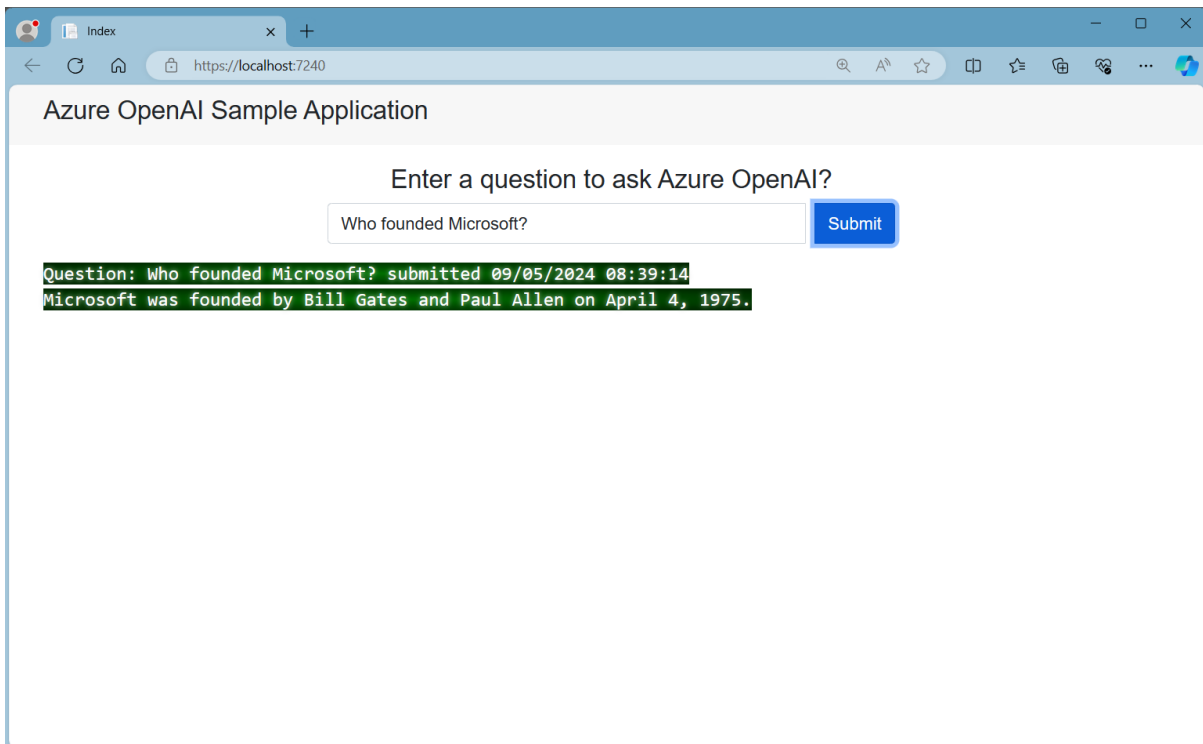 Index
https://localhost:7240
Azure OpenAI Sample Application
Enter a question to ask Azure OpenAI?
Who founded Microsoft?
Submit
Question: Who founded Microsoft? submitted 09/05/2024 08:39:14
Microsoft was founded by Bill Gates and Paul Allen on April 4, 1975.